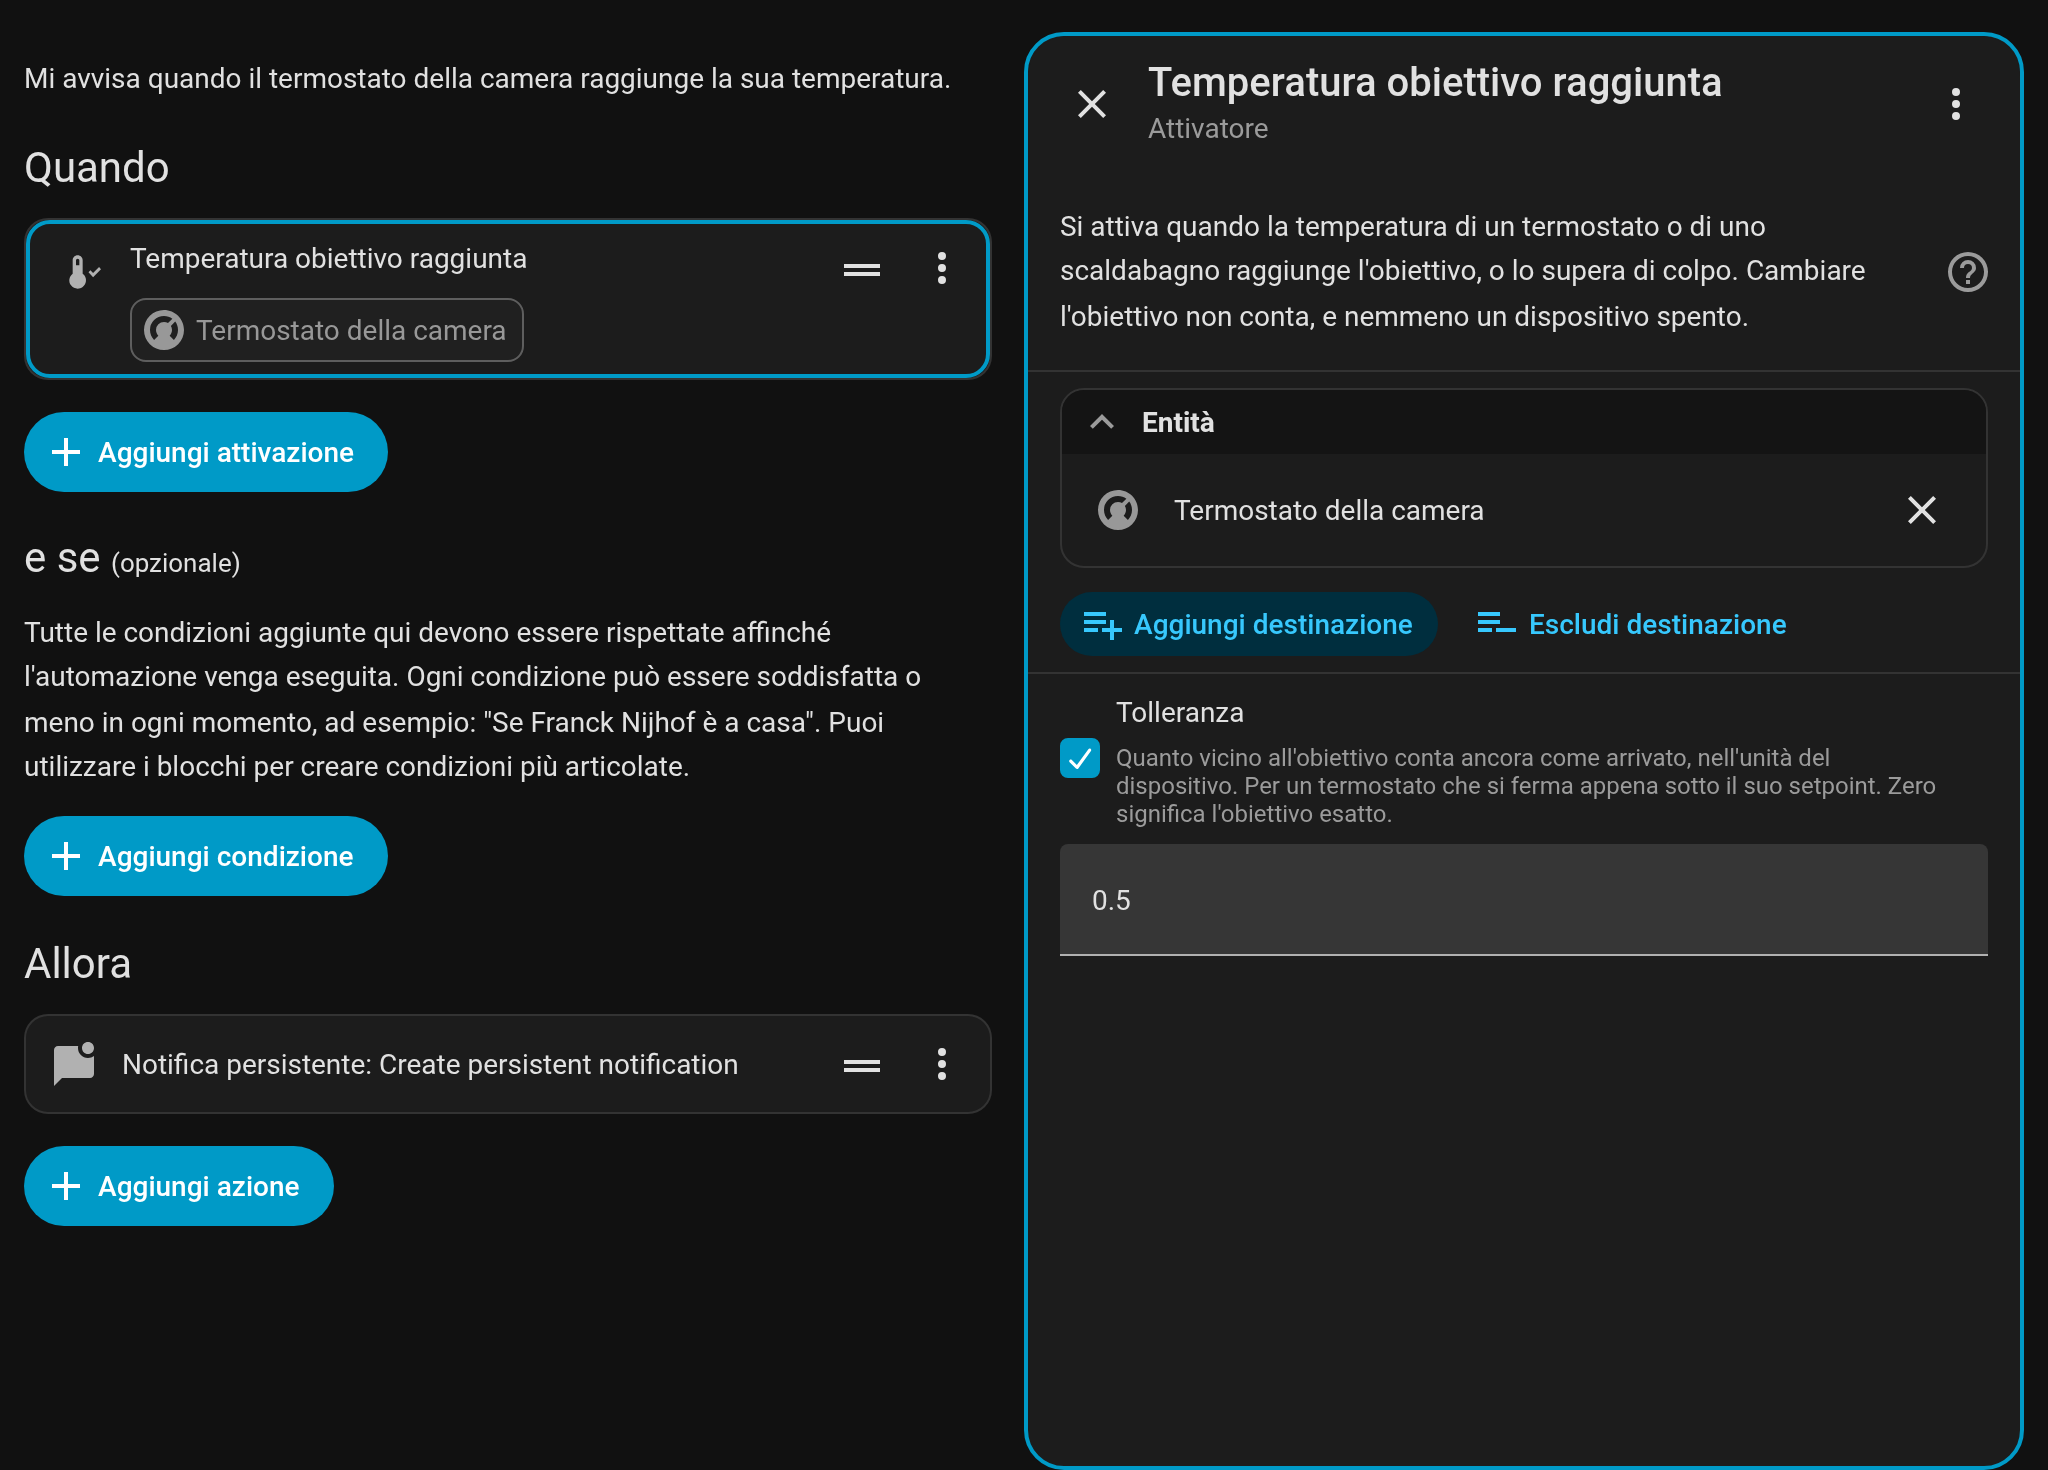 Mi avvisa quando il termostato della camera raggiunge la sua temperatura.
Quando
Temperatura obiettivo raggiunta
Termostato della camera
Aggiungi attivazione
e se (opzionale)
Tutte le condizioni aggiunte qui devono essere rispettate affinché
l'automazione venga eseguita. Ogni condizione può essere soddisfatta o
meno in ogni momento, ad esempio: "Se Franck Nijhof è a casa". Puoi
utilizzare i blocchi per creare condizioni più articolate.
Aggiungi condizione
Allora
Notifica persistente: Create persistent notification
Aggiungi azione
Temperatura obiettivo raggiunta
Attivatore
Si attiva quando la temperatura di un termostato o di uno
scaldabagno raggiunge l'obiettivo, o lo supera di colpo. Cambiare
l'obiettivo non conta, e nemmeno un dispositivo spento.
Entità
Termostato della camera
Aggiungi destinazione
Escludi destinazione
Tolleranza
Quanto vicino all'obiettivo conta ancora come arrivato, nell'unità del
dispositivo. Per un termostato che si ferma appena sotto il suo setpoint. Zero
significa l'obiettivo esatto.
0.5